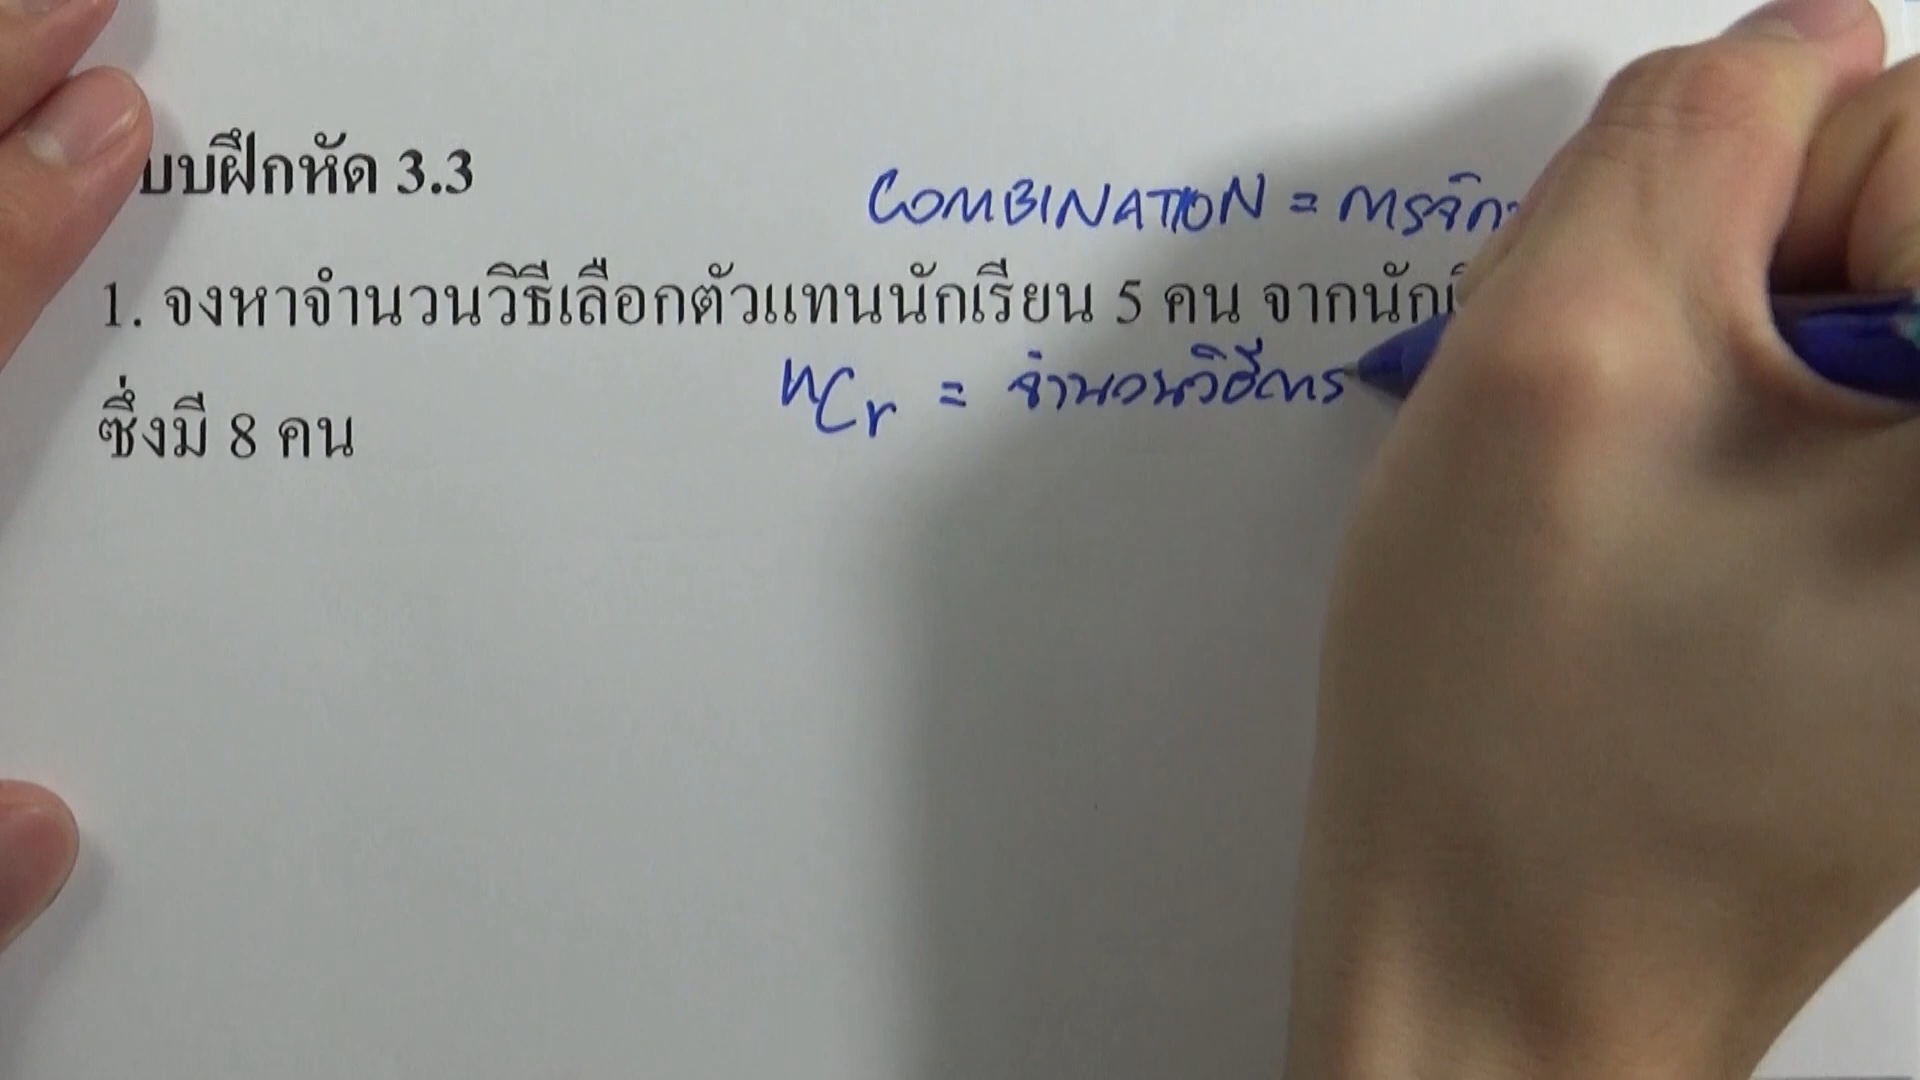 บบฝึกหัด 3.3
COMBINATION = การจัด
1. จงหาจำนวนวิธีเลือกตัวแทนนักเรียน 5 คน จากนัก
nCr = จำนวนวิธีการ
ซึ่งมี 8 คน